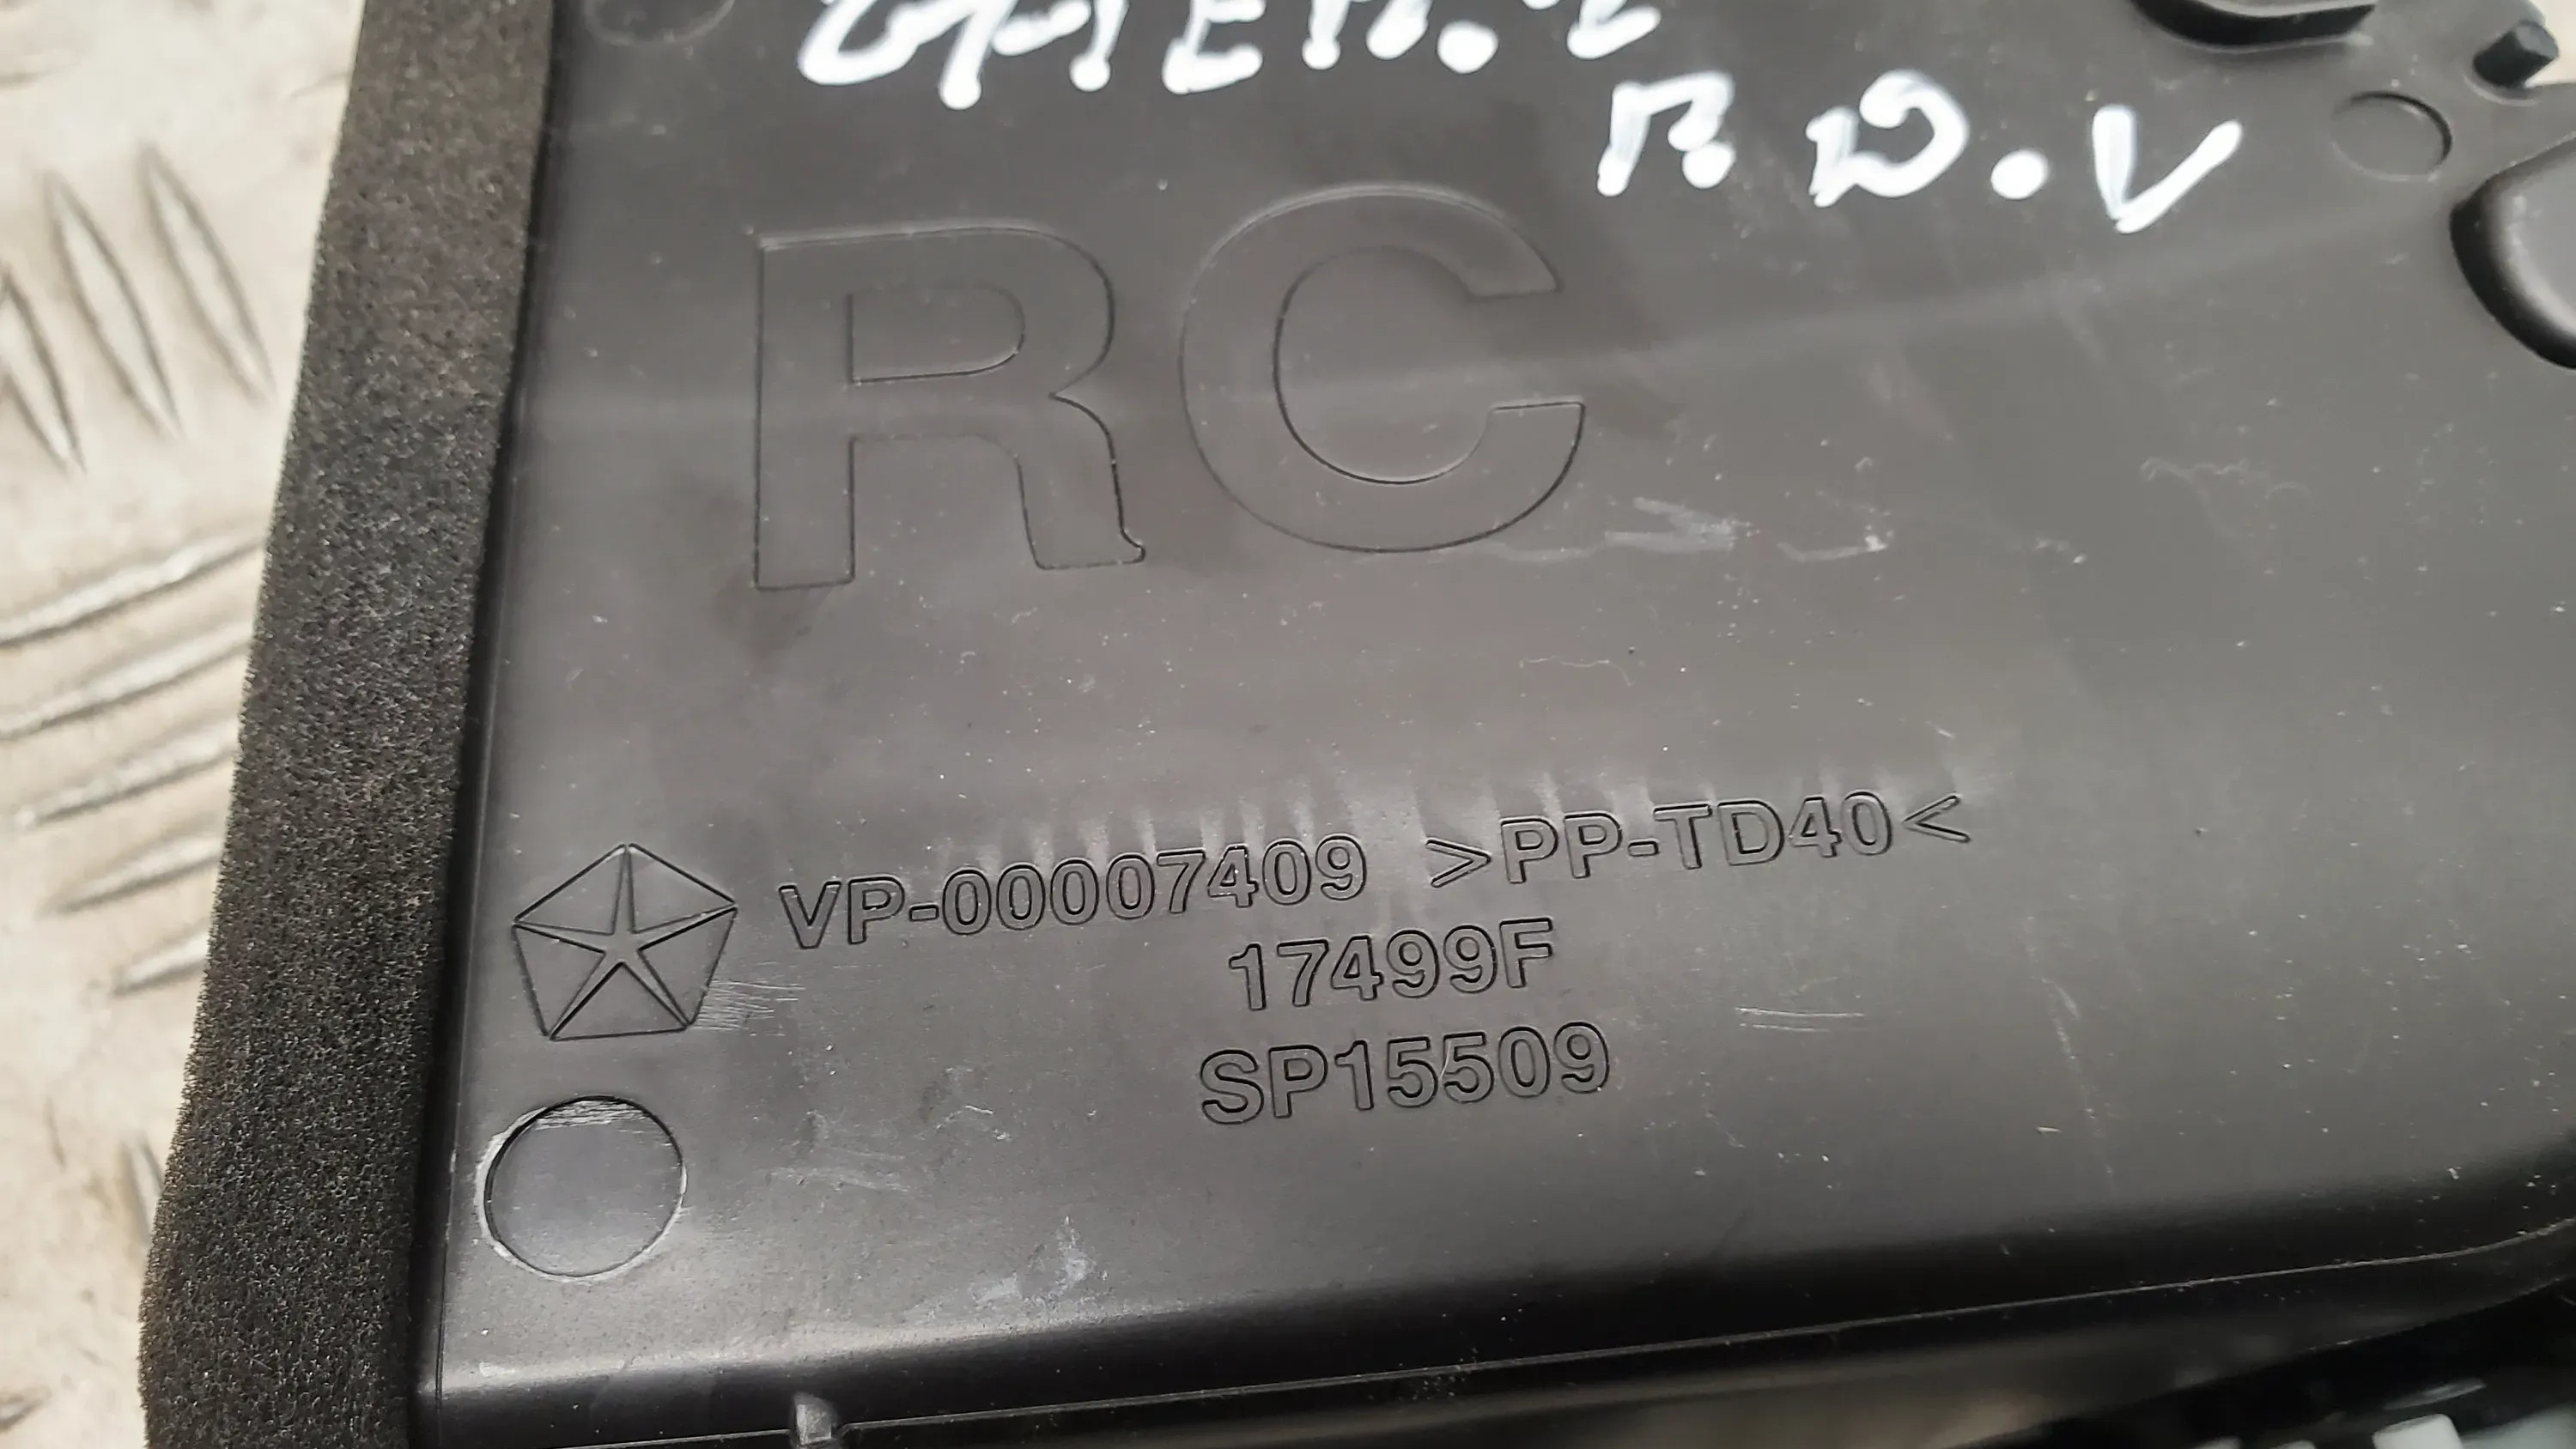 R D.V
RC
VP-00007409 >PP-TD40<
17499F
SP15509